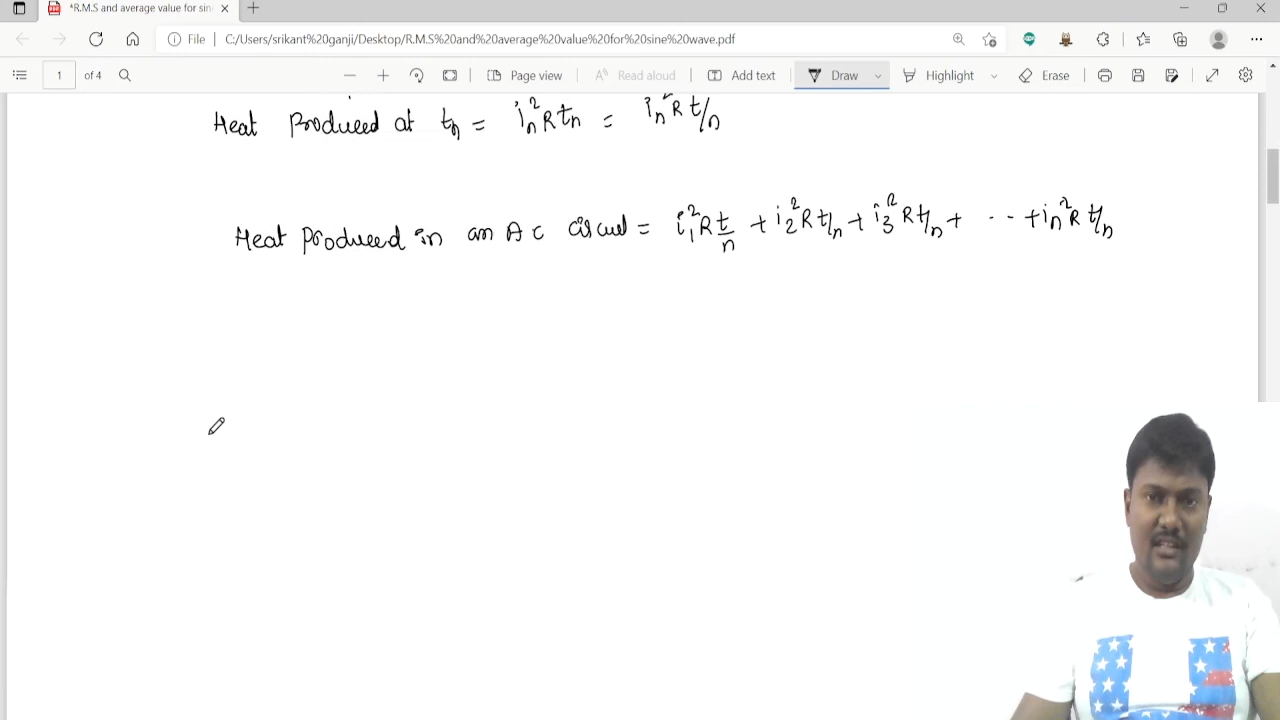 *R.M.S and average value for sin
File C:/Users/srikant%20ganji/Desktop/R.M.S%20and%20average%20value%20for%20sine%20wave.pdf
1 of 4 Page view Read aloud Add text Draw Highlight Erase
Heat Produced at tn = in²Rtn = in²R t/n
Heat Produced in an AC = i1²R t/n + i2²R t/n + i3²R t/n + ... + in²R t/n